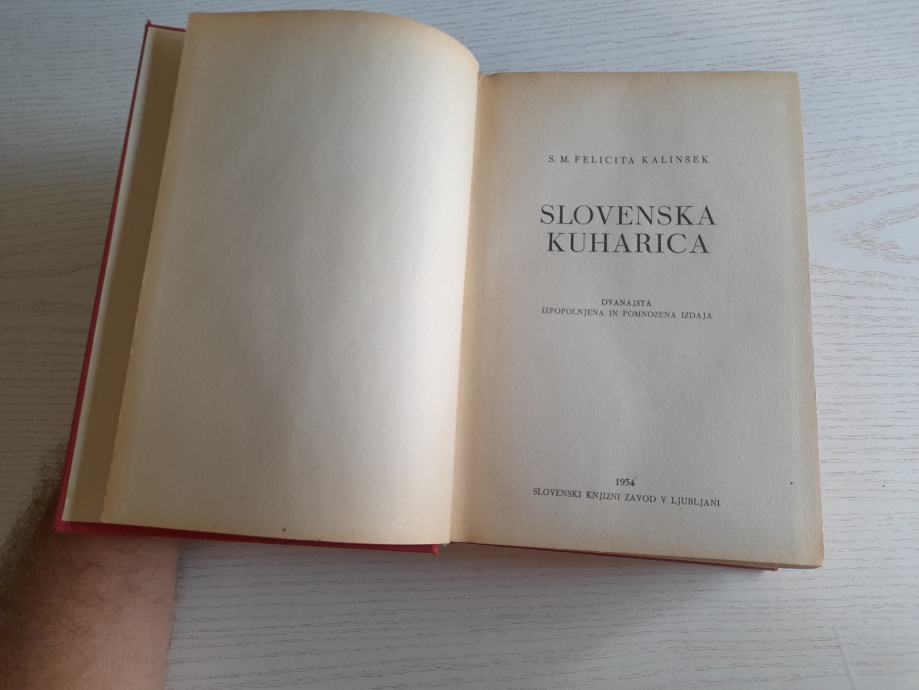 S. M. FELICITA KALINŠEK
SLOVENSKA
KUHARICA
DVANAJSTA
IZPOPOLNJENA IN POMNOŽENA IZDAJA
1954
SLOVENSKI KNJIŽNI ZAVOD V LJUBLJANI